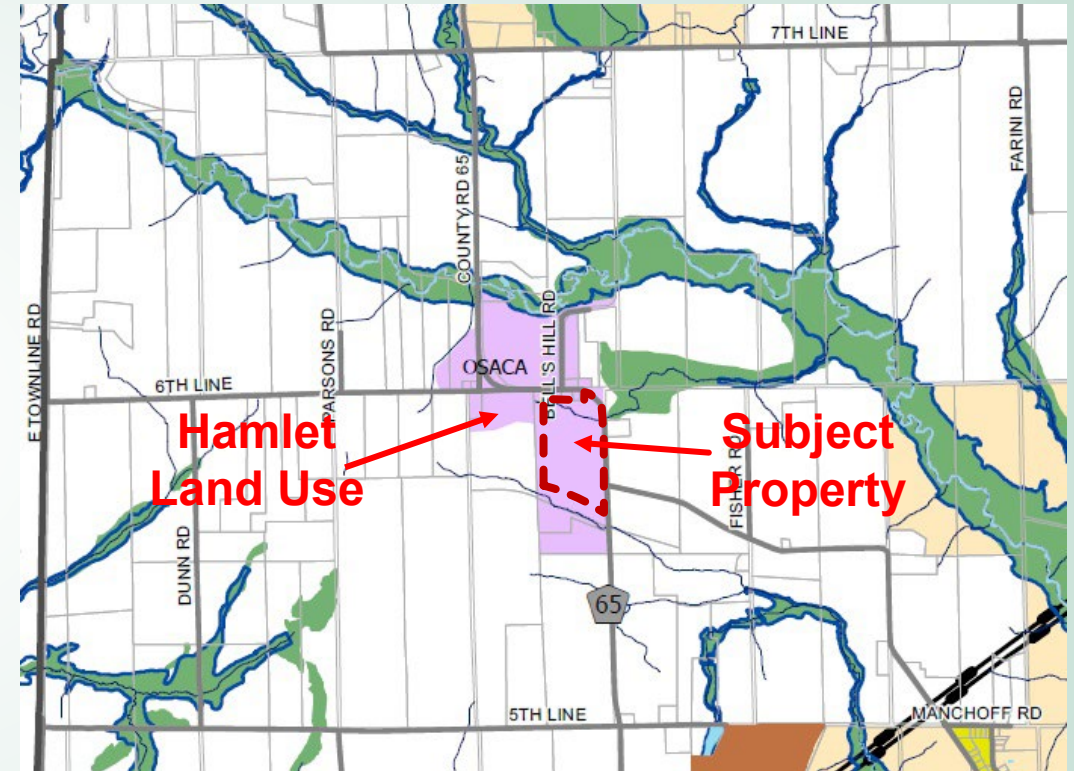 7TH LINE
FARINI RD
COUNTY RD 65
BELL'S HILL RD
E TOWNLINE RD
PARSONS RD
OSACA
6TH LINE
Hamlet
Land Use
Subject
Property
FISHER RD
DUNN RD
65
5TH LINE
MANCHOFF RD